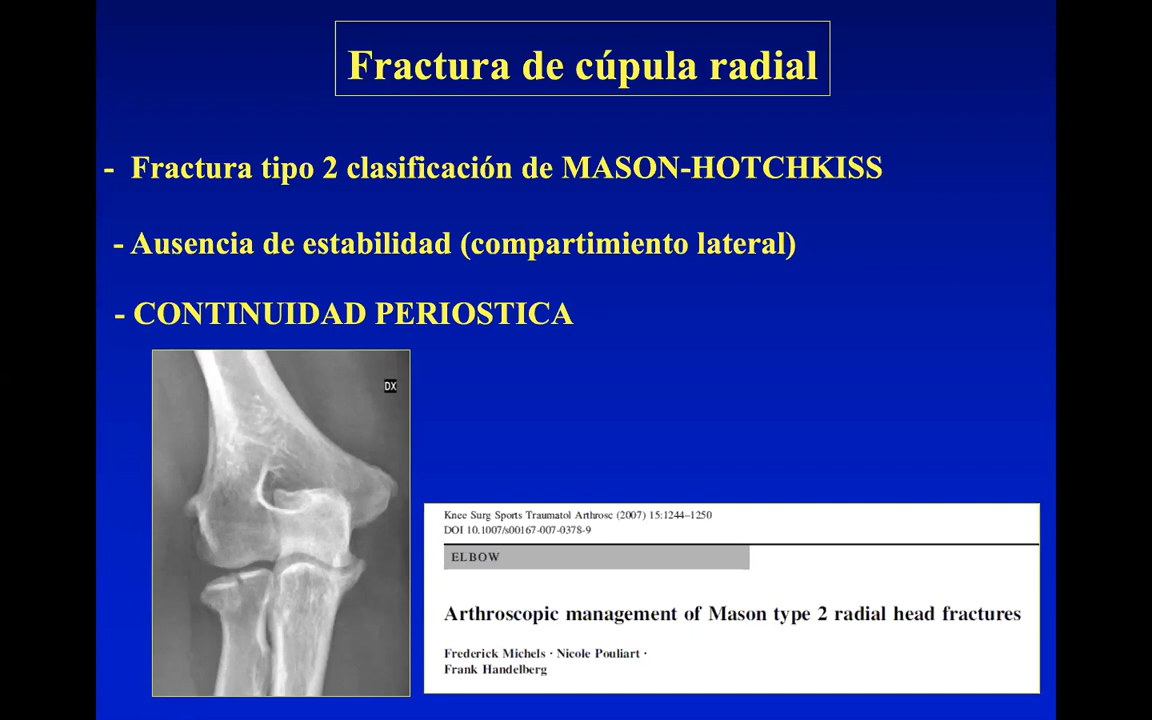 Fractura de cúpula radial
- Fractura tipo 2 clasificación de MASON-HOTCHKISS
- Ausencia de estabilidad (compartimiento lateral)
- CONTINUIDAD PERIOSTICA
DX
Knee Surg Sports Traumatol Arthrosc (2007) 15:1244–1250
DOI 10.1007/s00167-007-0378-9
ELBOW
Arthroscopic management of Mason type 2 radial head fractures
Frederick Michels · Nicole Pouliart ·
Frank Handelberg